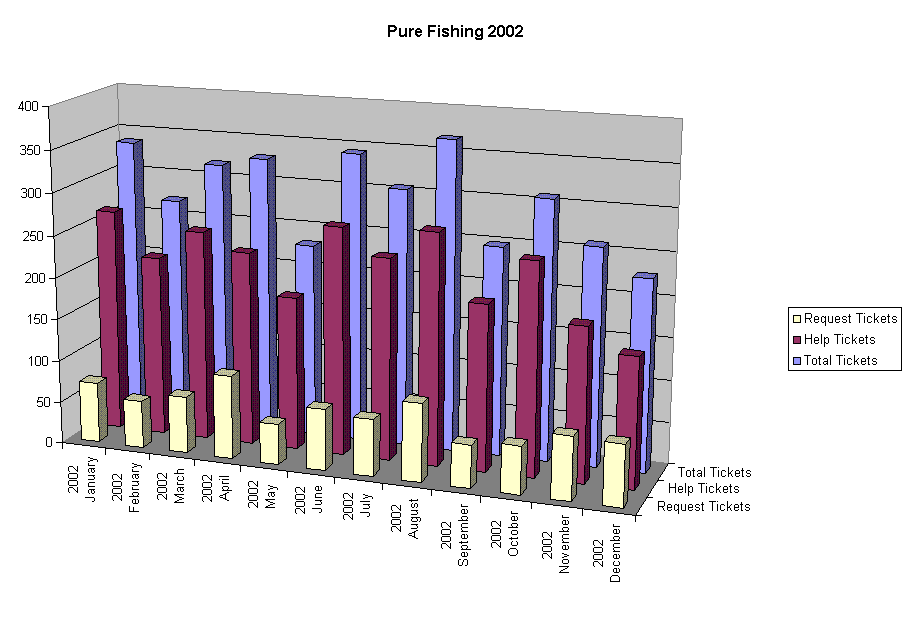 Pure Fishing 2002
400
350
300
250
200
150
100
50
0
2002
January
2002
February
2002
March
2002
April
2002
May
2002
June
2002
July
2002
August
2002
September
2002
October
2002
November
2002
December
Total Tickets
Help Tickets
Request Tickets
Request Tickets
Help Tickets
Total Tickets